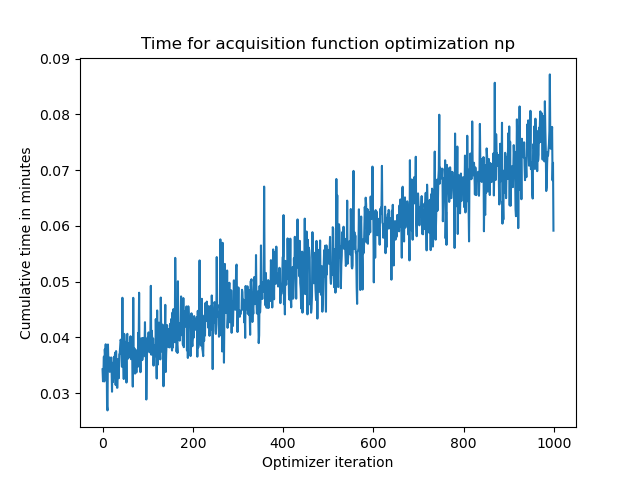 Time for acquisition function optimization np
0.09
0.08
0.07
0.06
0.05
0.04
0.03
Cumulative time in minutes
0 200 400 600 800 1000
Optimizer iteration